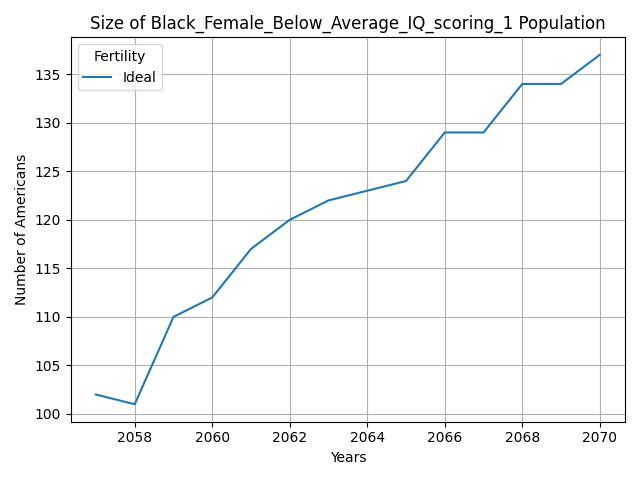 Size of Black_Female_Below_Average_IQ_scoring_1 Population
Fertility
Ideal
Number of Americans
135
130
125
120
115
110
105
100
2058 2060 2062 2064 2066 2068 2070
Years